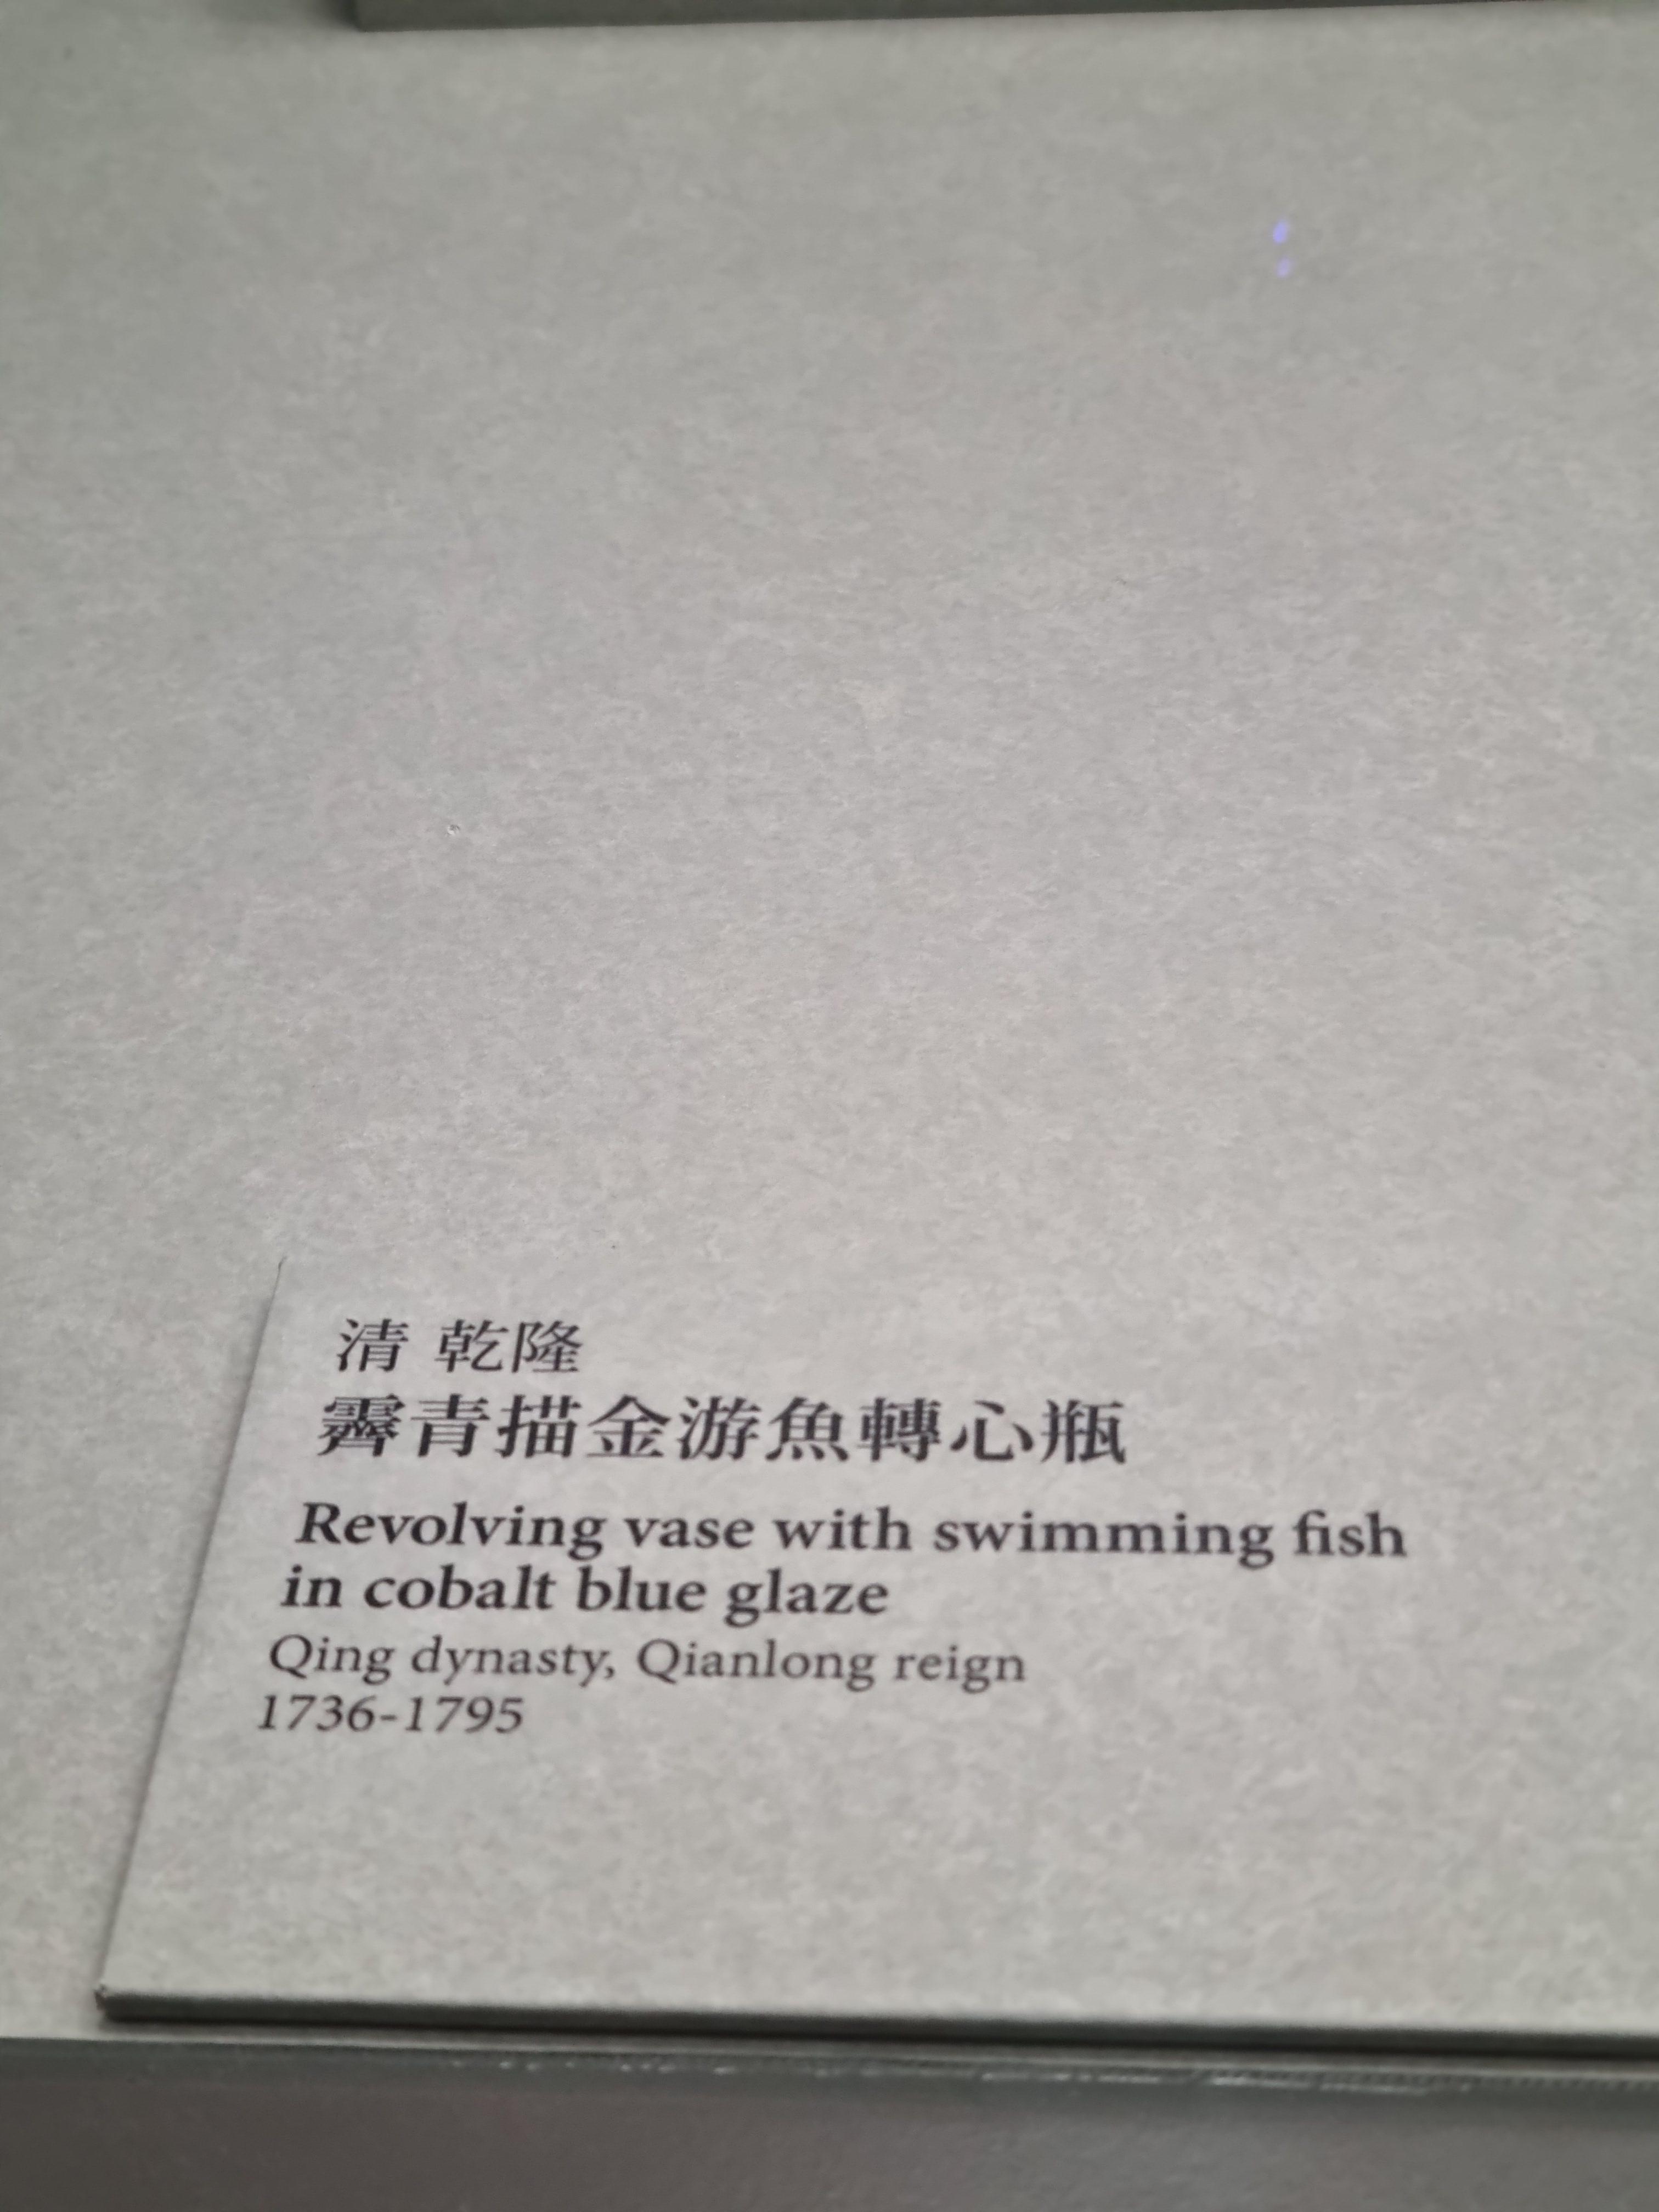 清 乾隆
霽青描金游魚轉心瓶
Revolving vase with swimming fish
in cobalt blue glaze
Qing dynasty, Qianlong reign
1736-1795